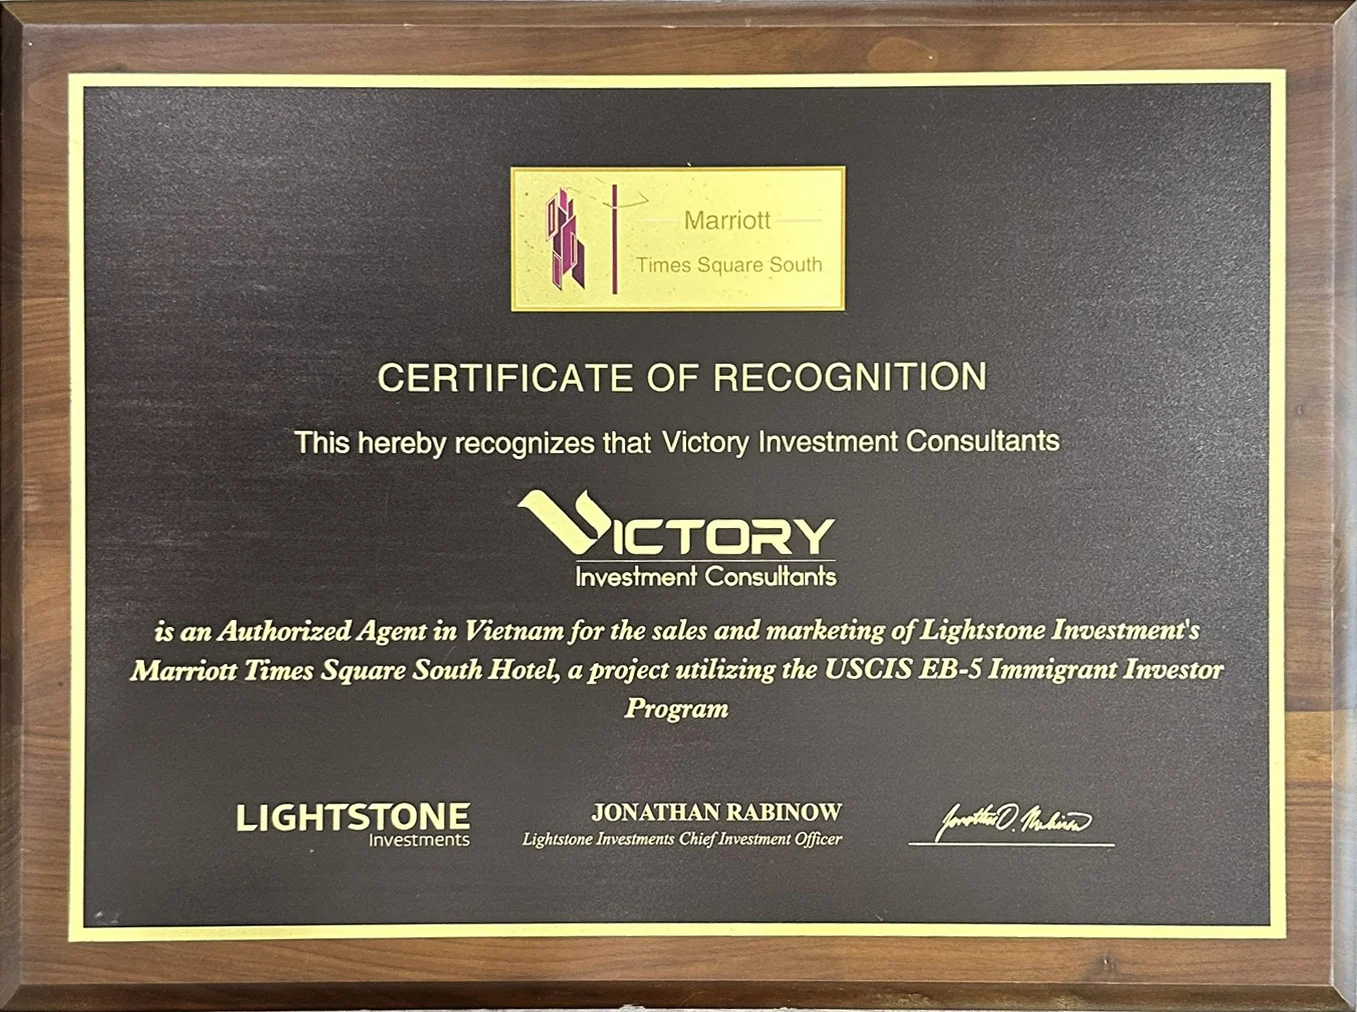 Marriott
Times Square South
CERTIFICATE OF RECOGNITION
This hereby recognizes that Victory Investment Consultants
VICTORY
Investment Consultants
is an Authorized Agent in Vietnam for the sales and marketing of Lightstone Investment's
Marriott Times Square South Hotel, a project utilizing the USCIS EB-5 Immigrant Investor
Program
LIGHTSTONE
Investments
JONATHAN RABINOW
Lightstone Investments Chief Investment Officer